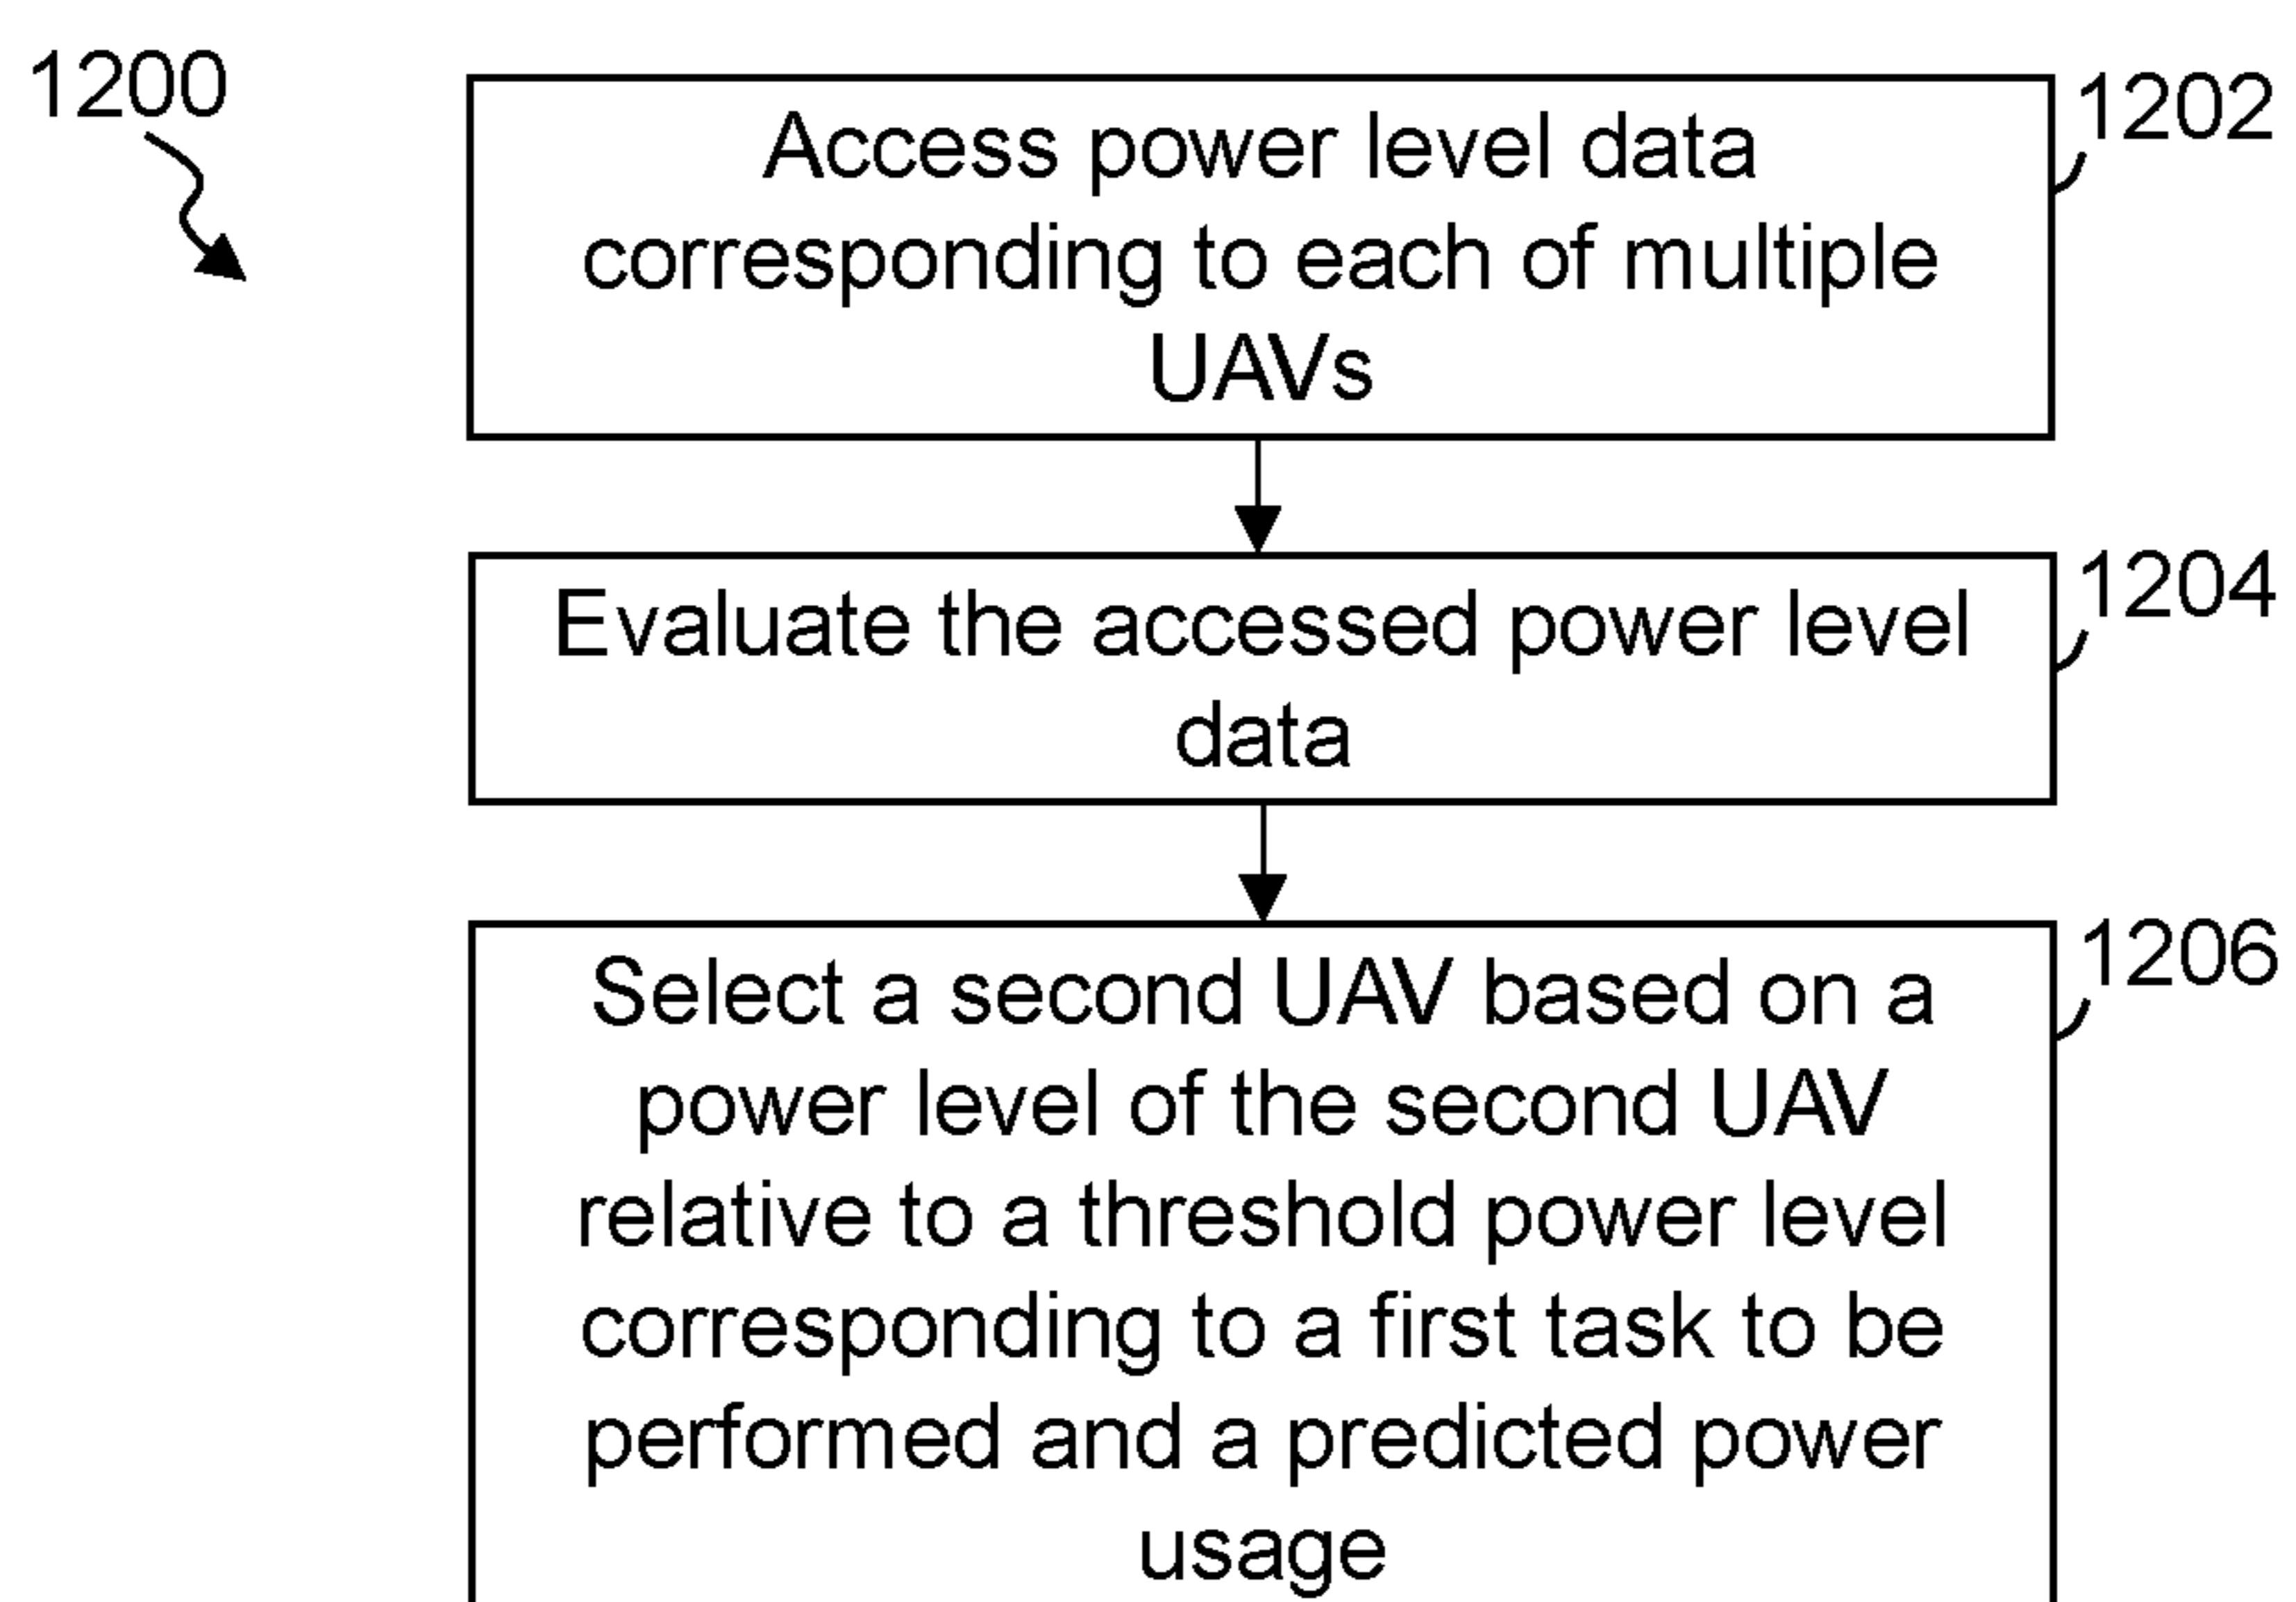 1200
1202
Access power level data
corresponding to each of multiple
UAVs
1204
Evaluate the accessed power level
data
1206
Select a second UAV based on a
power level of the second UAV
relative to a threshold power level
corresponding to a first task to be
performed and a predicted power
usage